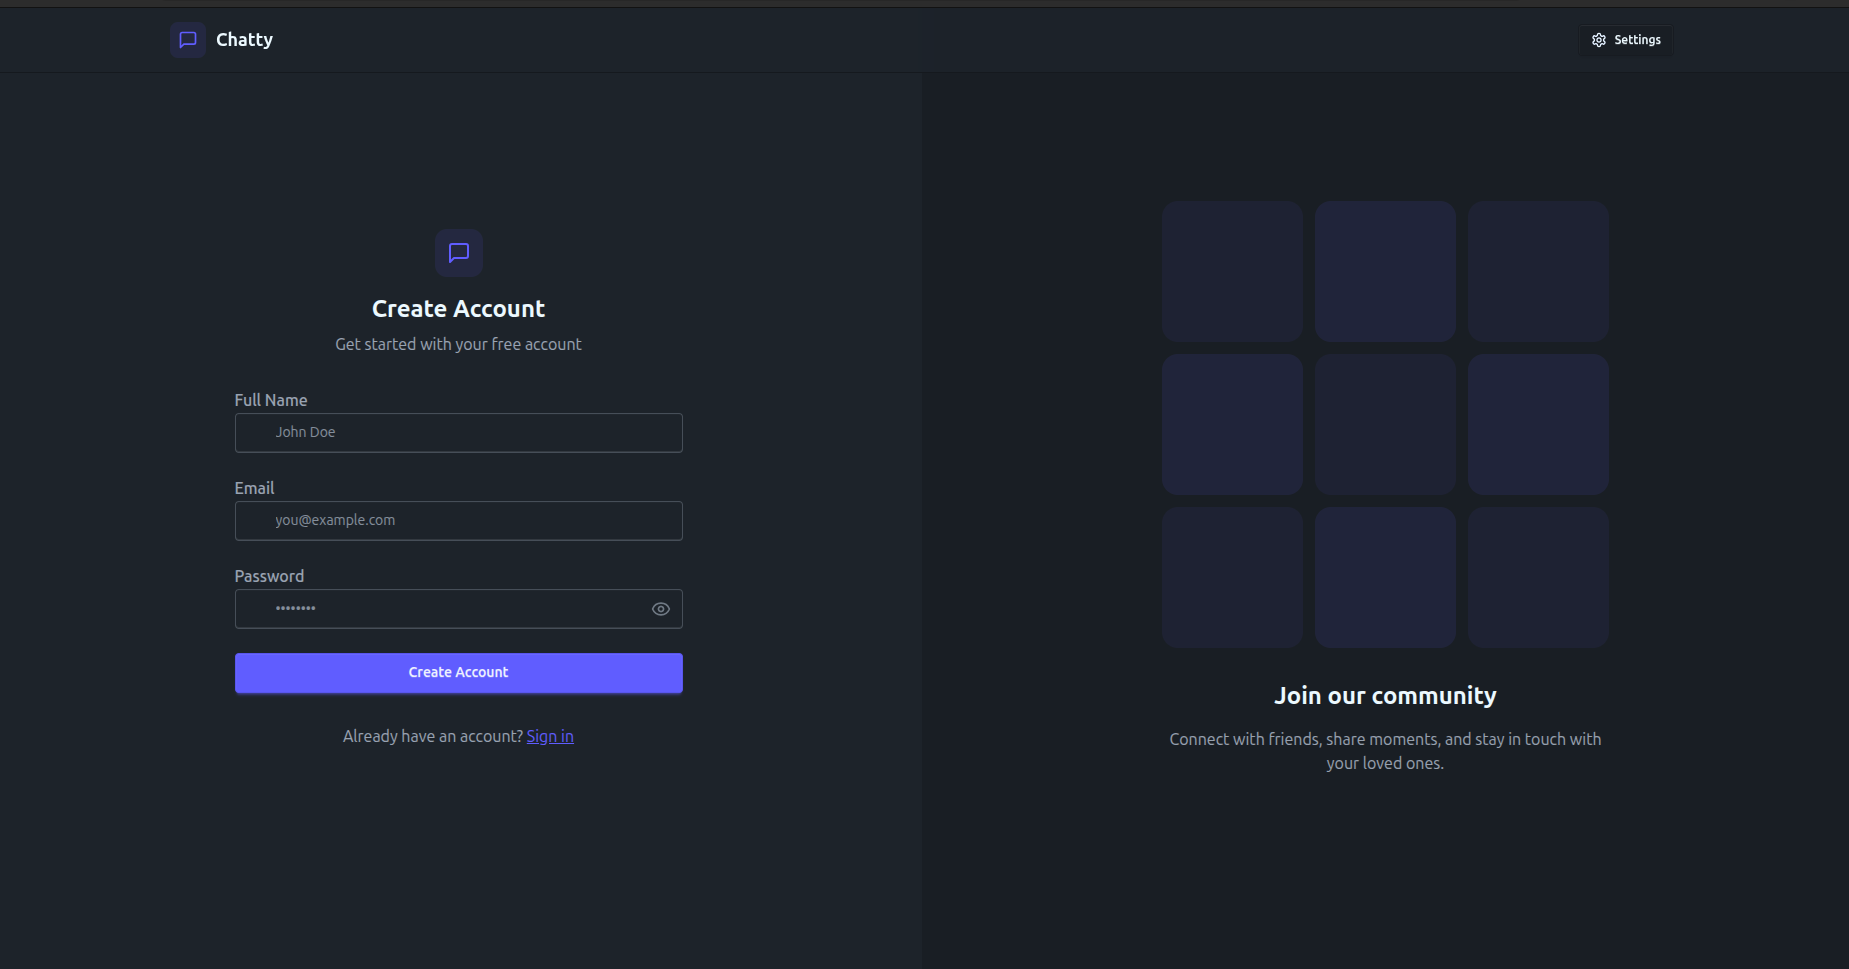 Chatty
Settings
Create Account
Get started with your free account
Full Name
John Doe
Email
you@example.com
Password
••••••••
Create Account
Already have an account? Sign in
Join our community
Connect with friends, share moments, and stay in touch with
your loved ones.